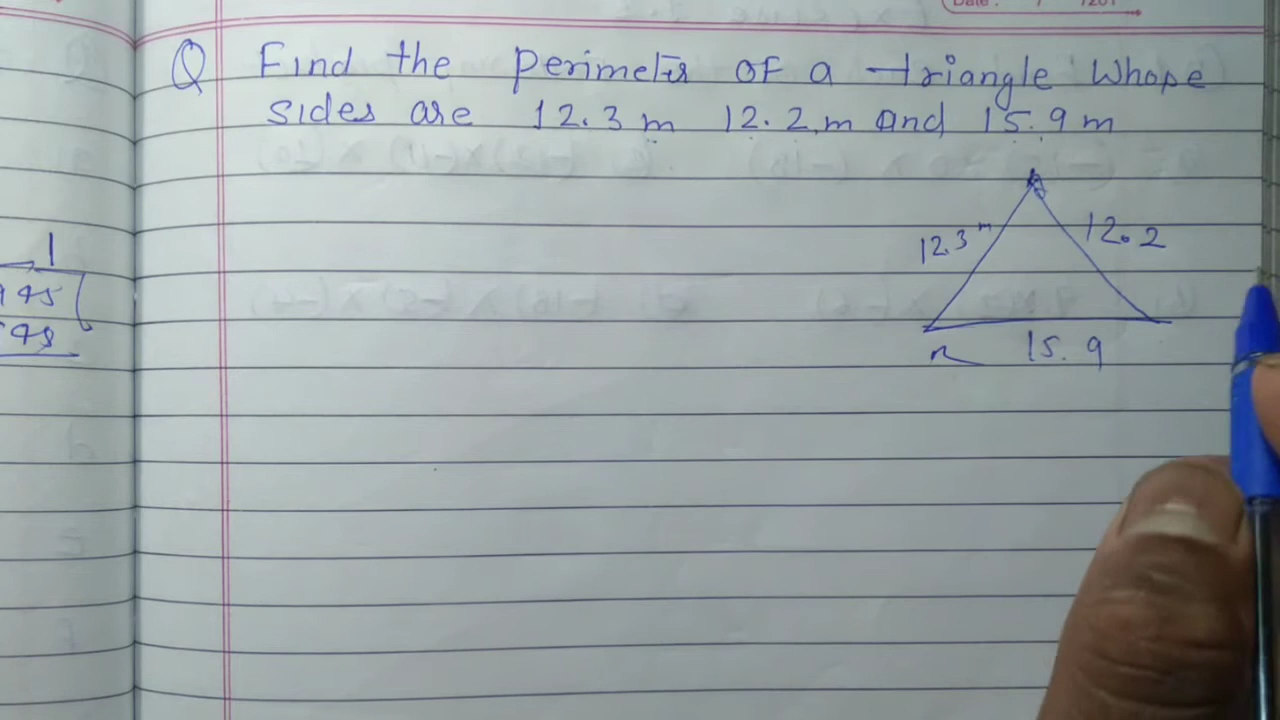 Q Find the perimeter of a triangle whose
sides are 12.3 m 12.2 m and 15.9 m
12.3 m
12.2
15.9
1